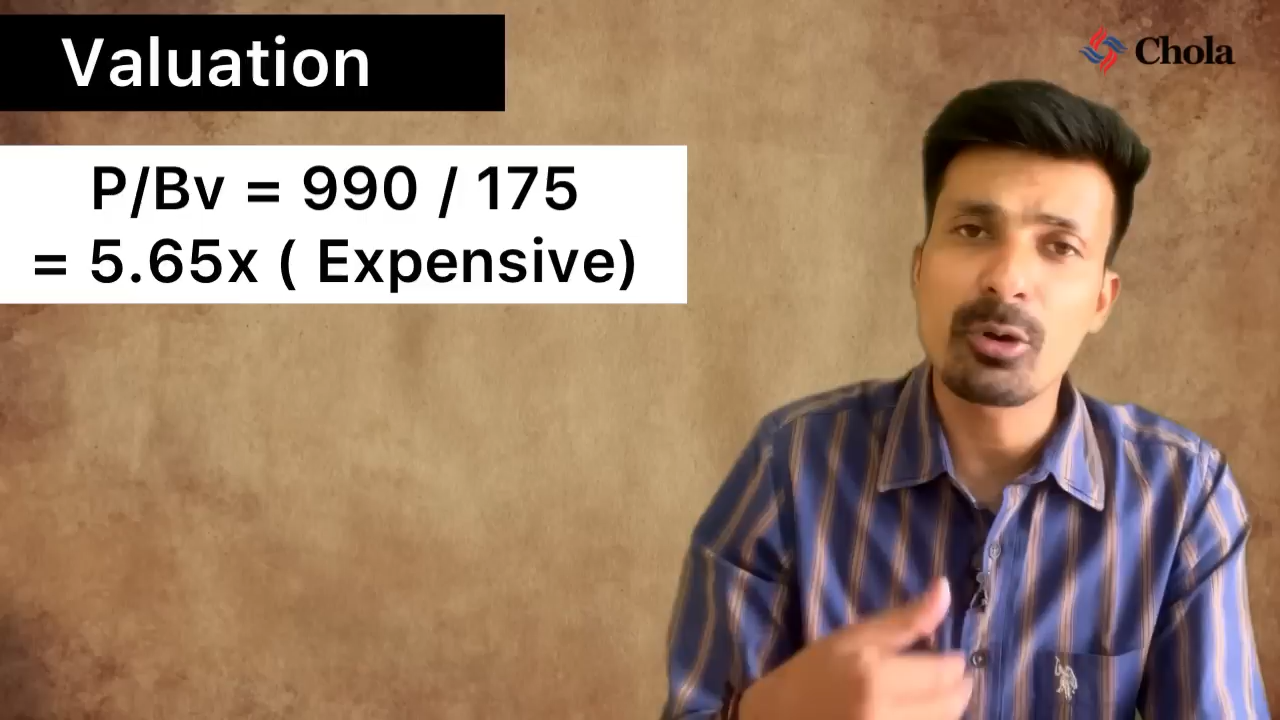 Valuation
Chola
P/Bv = 990 / 175
= 5.65x ( Expensive)